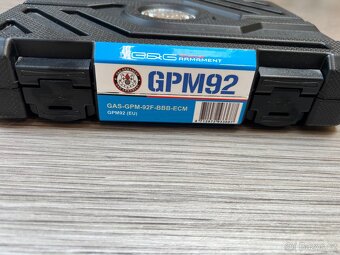 G&G
ARMAMENT
GPM92
GAS-GPM-92F-BBB-ECM
GPM92 (EU)